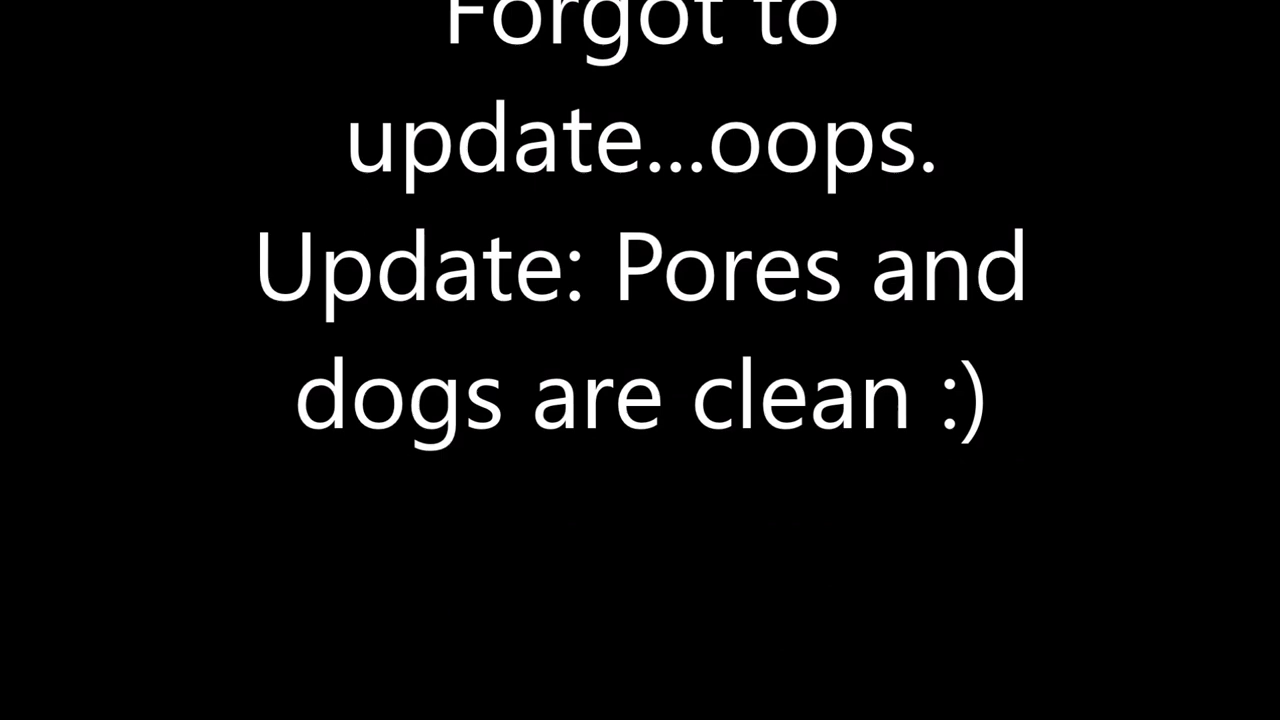 Forgot to
update...oops.
Update: Pores and
dogs are clean :)